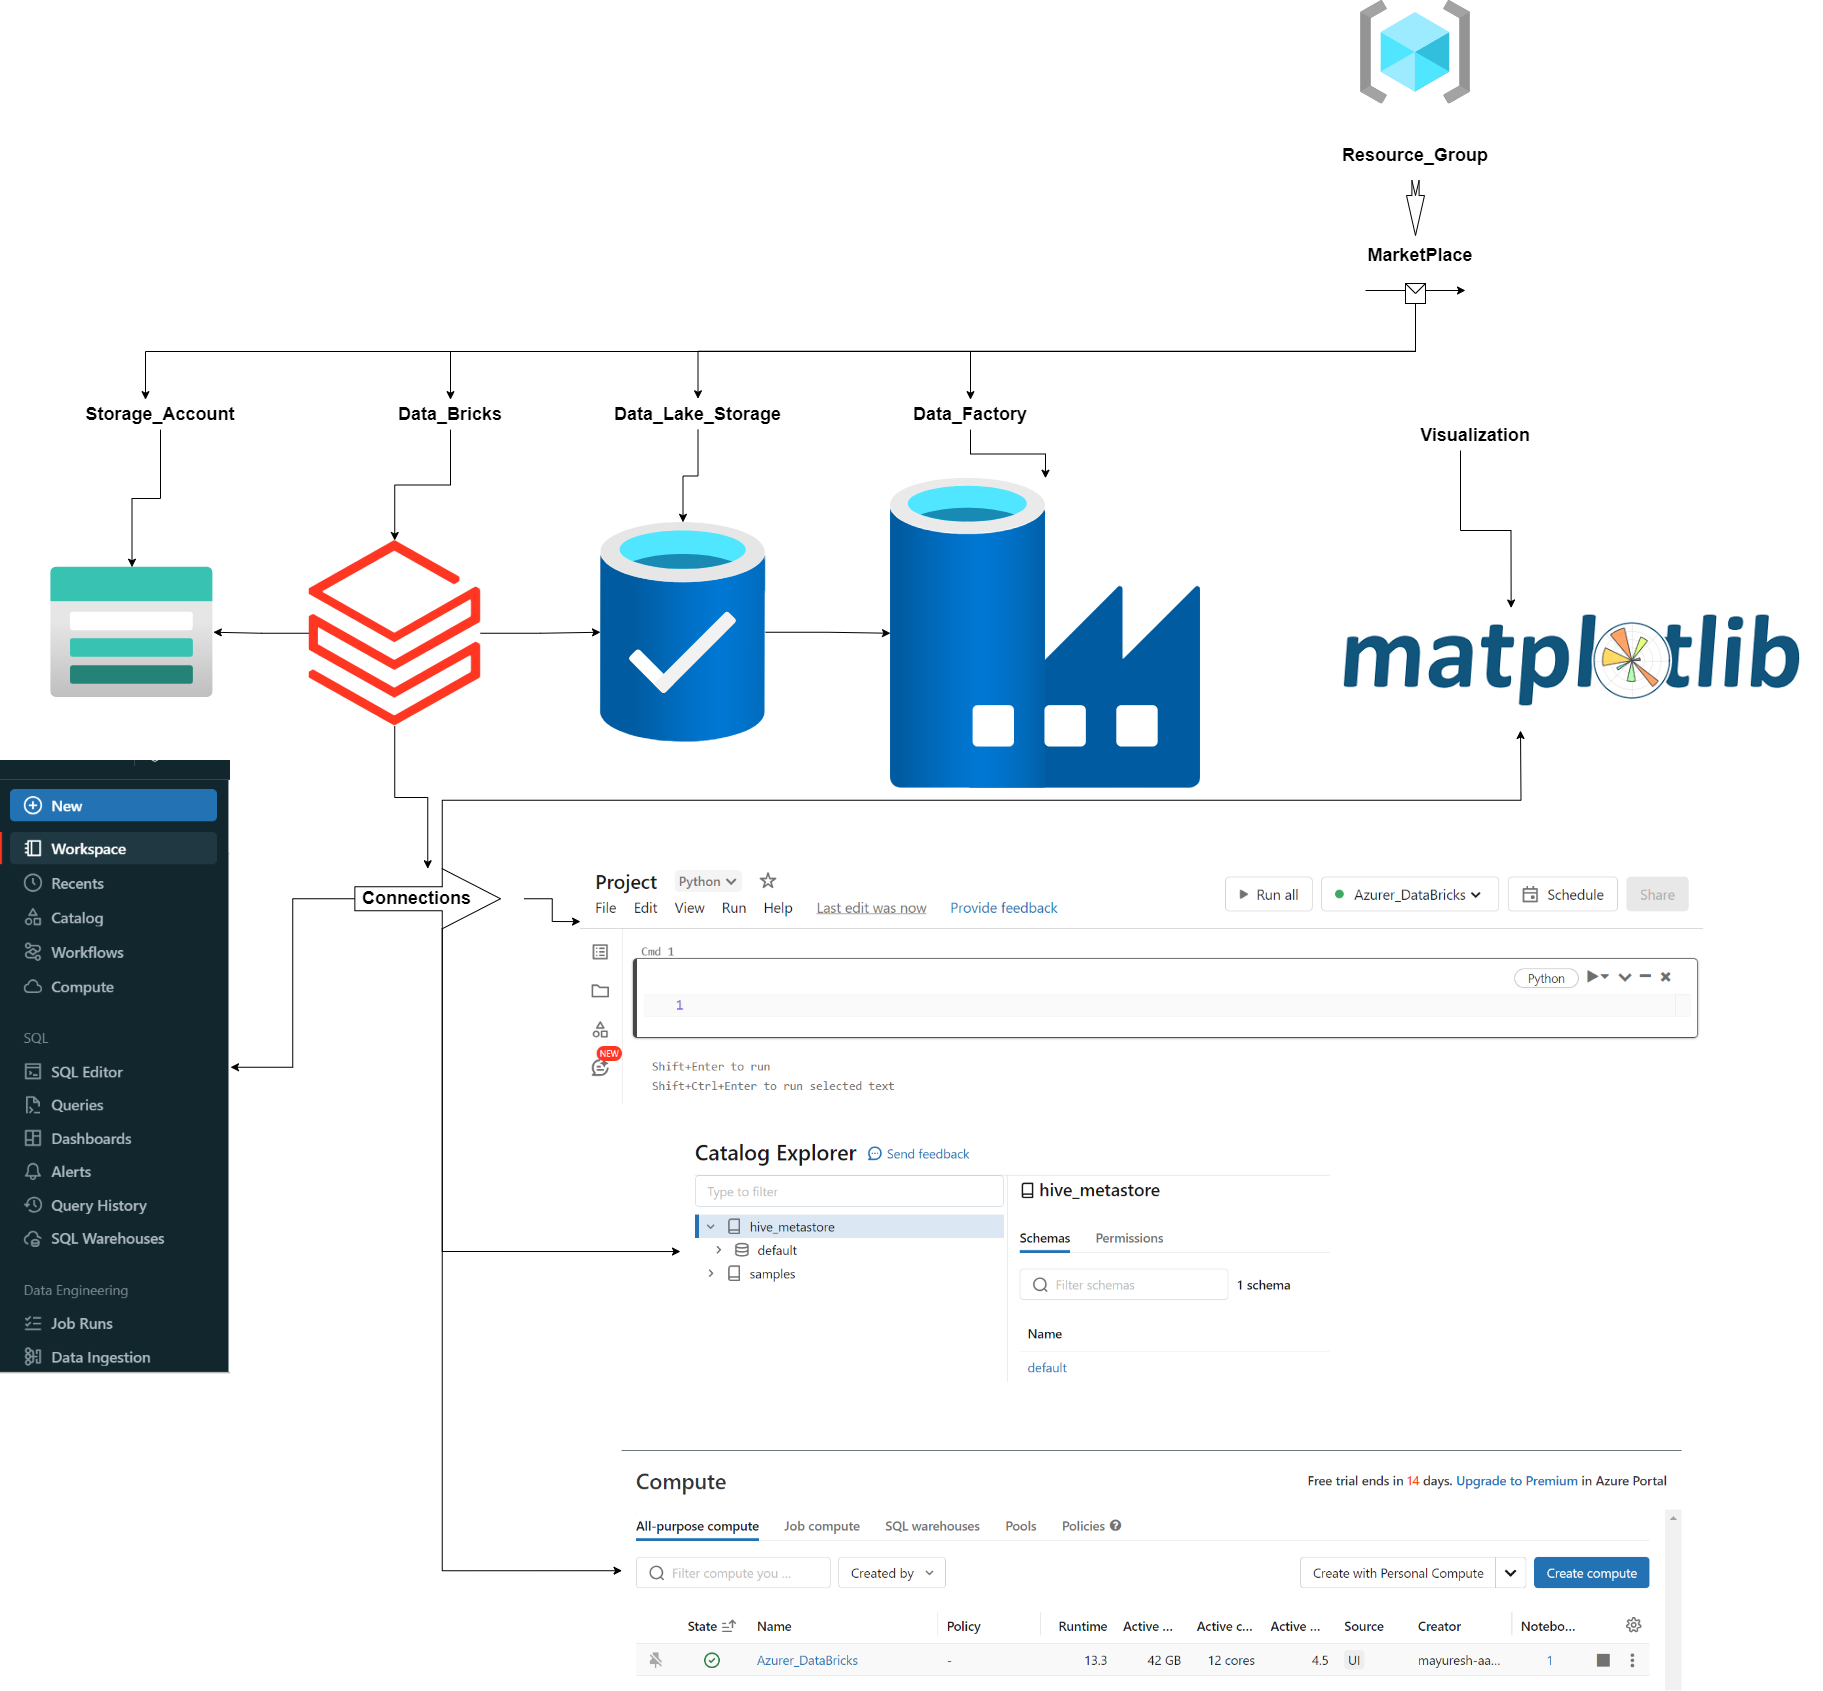 Resource_Group
MarketPlace
Storage_Account
Data_Bricks
Data_Lake_Storage
Data_Factory
Visualization
matplotlib
New
Workspace
Recents
Catalog
Workflows
Compute
SQL
SQL Editor
Queries
Dashboards
Alerts
Query History
SQL Warehouses
Data Engineering
Job Runs
Data Ingestion
Connections
Project Python
Run all Azurer_DataBricks Schedule Share
File Edit View Run Help Last edit was now Provide feedback
Cmd 1
Python
1
NEW
Shift+Enter to run
Shift+Ctrl+Enter to run selected text
Catalog Explorer Send feedback
Type to filter
hive_metastore
default
samples
hive_metastore
Schemas Permissions
Filter schemas 1 schema
Name
default
Compute
Free trial ends in 14 days. Upgrade to Premium in Azure Portal
All-purpose compute Job compute SQL warehouses Pools Policies
Filter compute you ... Created by Create with Personal Compute Create compute
State Name Policy Runtime Active ... Active c... Active ... Source Creator Notebo...
Azurer_DataBricks - 13.3 42 GB 12 cores 4.5 UI mayuresh-aa... 1